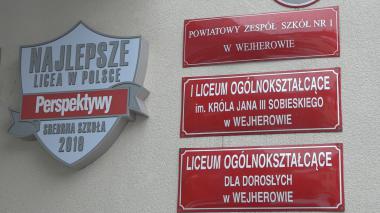 NAJLEPSZE
LICEA W POLSCE
Perspektywy
SREBRNA SZKOŁA
2018
POWIATOWY ZESPÓŁ SZKÓŁ NR 1
W WEJHEROWIE
I LICEUM OGÓLNOKSZTAŁCĄCE
im. KRÓLA JANA III SOBIESKIEGO
w WEJHEROWIE
LICEUM OGÓLNOKSZTAŁCĄCE
DLA DOROSŁYCH
w WEJHEROWIE